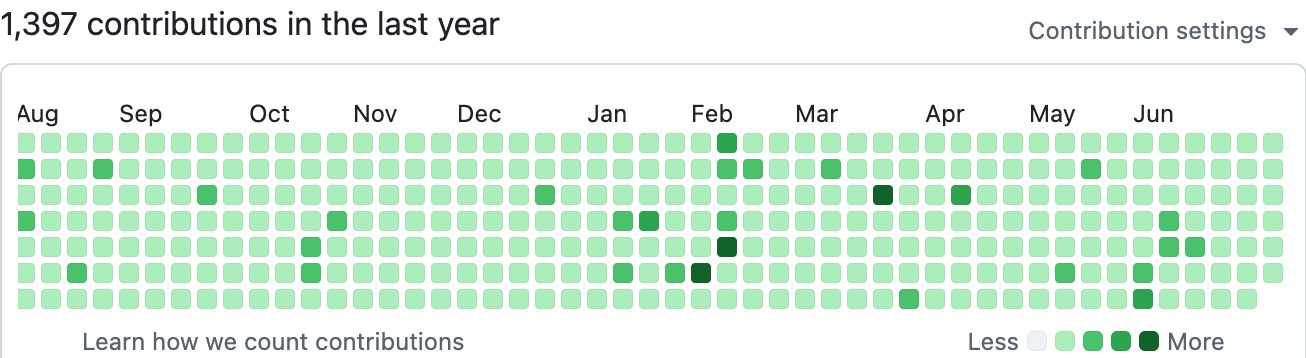 1,397 contributions in the last year
Contribution settings
Aug Sep Oct Nov Dec Jan Feb Mar Apr May Jun
Learn how we count contributions
Less More